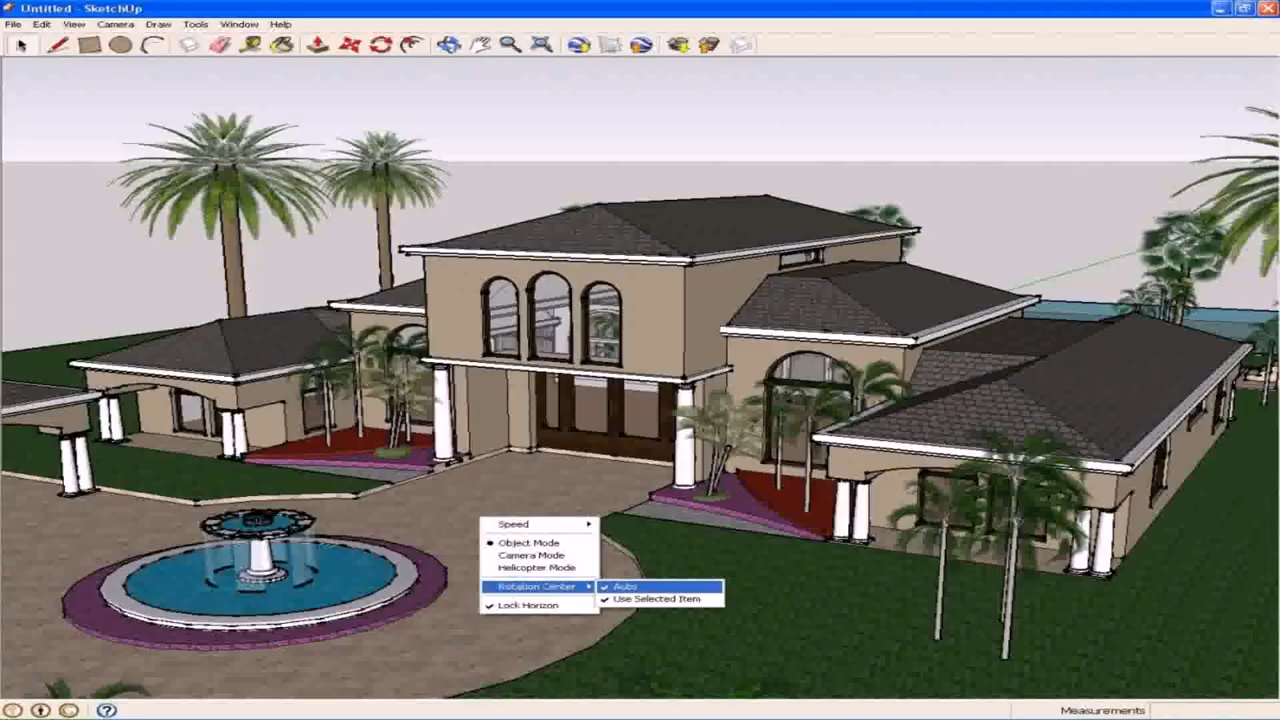 Untitled - SketchUp
File Edit View Camera Draw Tools Window Help
Speed
Object Mode
Camera Mode
Helicopter Mode
Rotation Center
Auto
Use Selected Item
Lock Horizon
Measurements